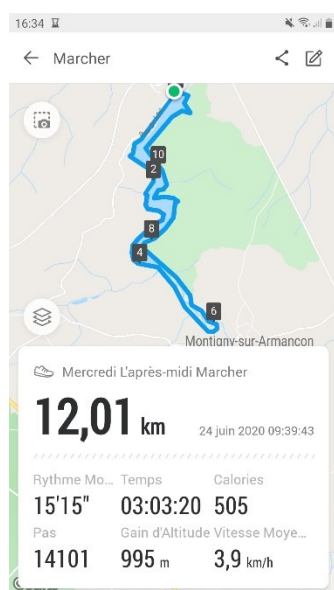 16:34
Marcher
10
2
8
4
6
Montigny-sur-Armancon
Mercredi L'après-midi Marcher
12,01 km
24 juin 2020 09:39:43
Rythme Mo... Temps Calories
15'15" 03:03:20 505
Pas Gain d'Altitude Vitesse Moye...
14101 995 m 3,9 km/h